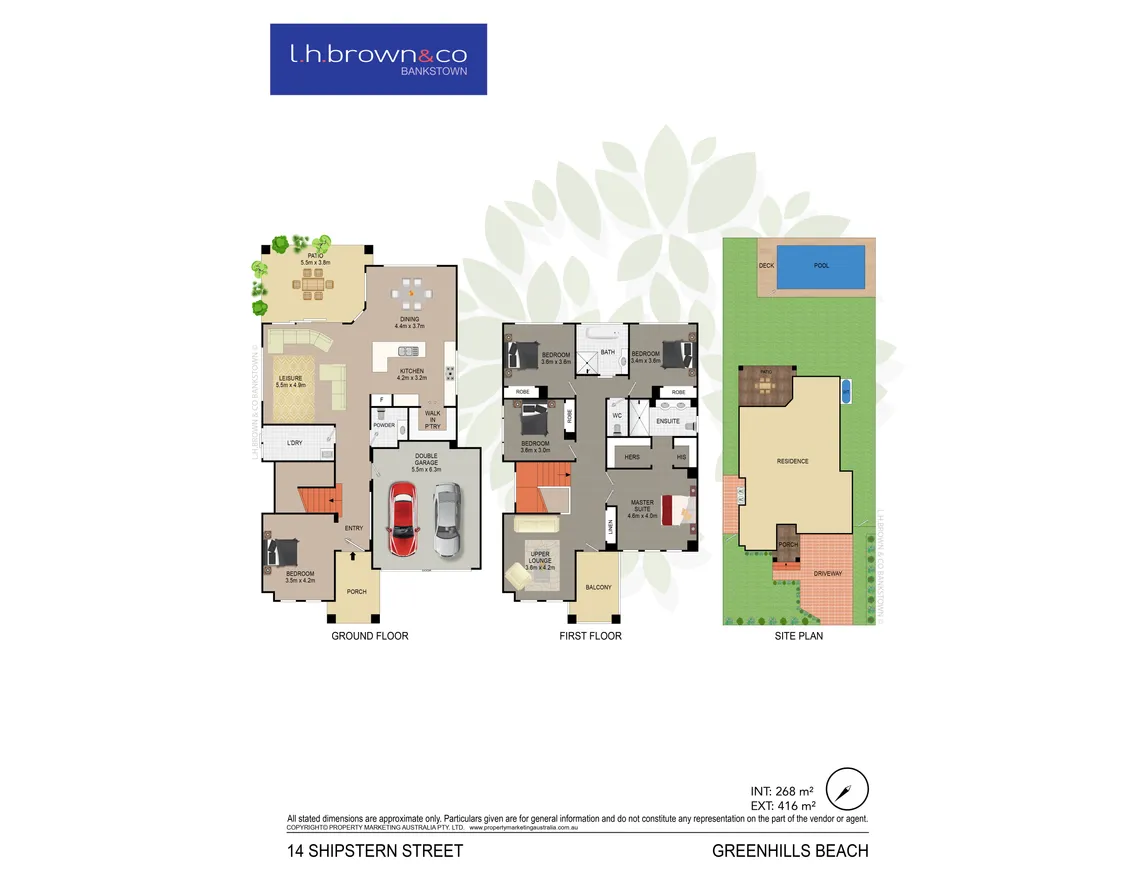 l.h.brown&co
BANKSTOWN
PATIO
5.5m x 3.8m
DINING
4.4m x 3.7m
KITCHEN
4.2m x 3.2m
LEISURE
5.5m x 4.9m
F
WALK
IN
P'TRY
POWDER
L'DRY
DOUBLE
GARAGE
5.5m x 6.3m
ENTRY
BEDROOM
3.5m x 4.2m
PORCH
L.H.BROWN & CO BANKSTOWN ©
GROUND FLOOR
BEDROOM
3.6m x 3.6m
BATH
BEDROOM
3.4m x 3.6m
ROBE
ROBE
ROBE
WC
ENSUITE
BEDROOM
3.6m x 3.0m
HERS
HIS
MASTER
SUITE
4.6m x 4.0m
LINEN
UPPER
LOUNGE
3.6m x 4.2m
BALCONY
FIRST FLOOR
DECK
POOL
PATIO
RESIDENCE
PORCH
DRIVEWAY
L.H.BROWN & CO BANKSTOWN ©
SITE PLAN
INT: 268 m²
EXT: 416 m²
All stated dimensions are approximate only. Particulars given are for general information and do not constitute any representation on the part of the vendor or agent.
COPYRIGHT© PROPERTY MARKETING AUSTRALIA PTY. LTD. www.propertymarketingaustralia.com.au
14 SHIPSTERN STREET
GREENHILLS BEACH